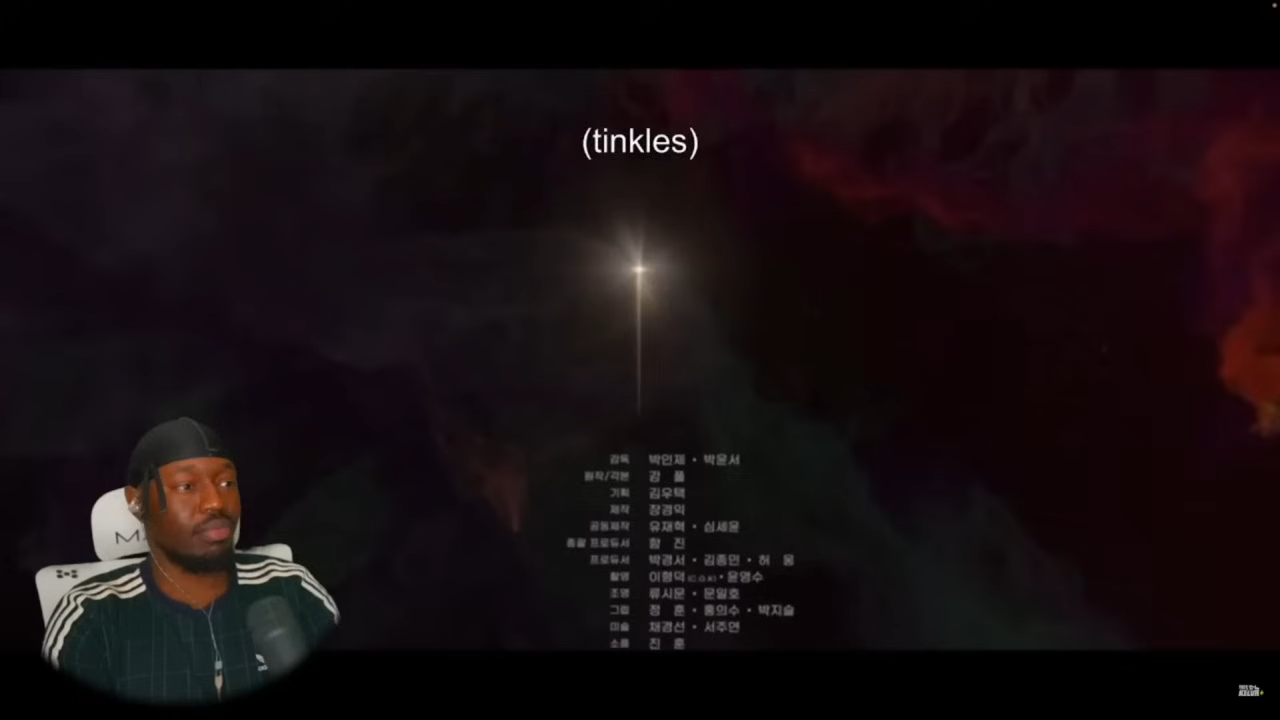 (tinkles)
감독 박인제 • 박윤서
원작/각본 강 풀
기획 김우택
제작 장경익
공동제작 유재혁 • 심세윤
총괄 프로듀서 함 진
프로듀서 박경서 • 김종민 • 허 웅
촬영 이형덕(C.G.K) • 윤영수
조명 류시문 • 문일호
그립 정 훈 • 홍의수 • 박지슬
미술 채경선 • 서주연
소품 진 훈